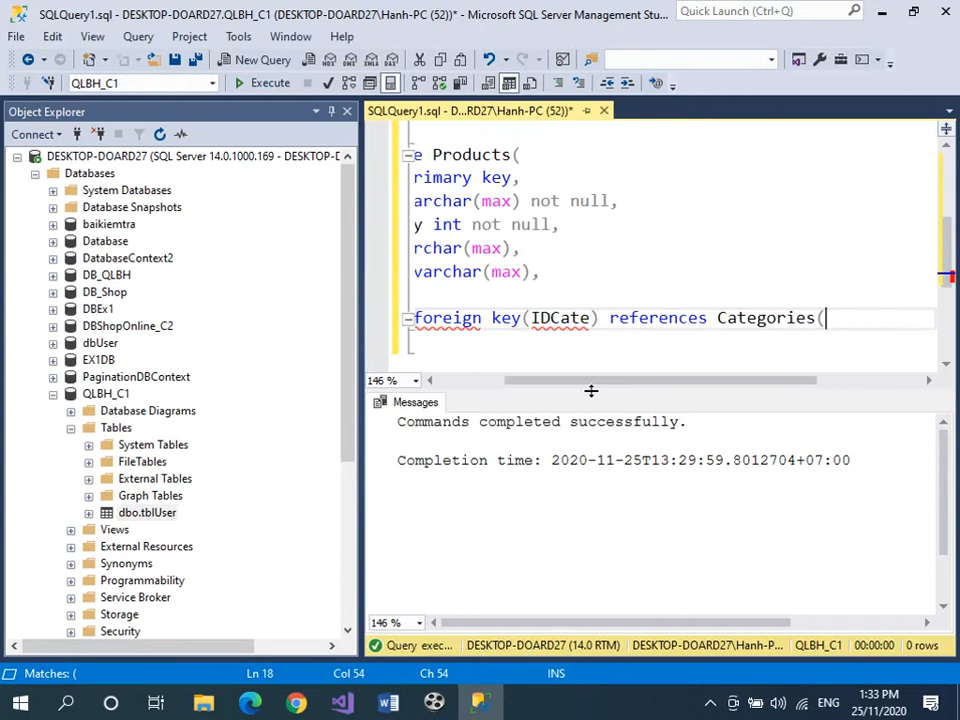 SQLQuery1.sql - DESKTOP-DOARD27.QLBH_C1 (DESKTOP-DOARD27\Hanh-PC (52))* - Microsoft SQL Server Management Stu...
Quick Launch (Ctrl+Q)
File Edit View Query Project Tools Window Help
New Query
MDX DMX XMLA DAX
QLBH_C1
Execute
Object Explorer
SQLQuery1.sql - D...RD27\Hanh-PC (52))*
Connect
DESKTOP-DOARD27 (SQL Server 14.0.1000.169 - DESKTOP-D
Databases
System Databases
Database Snapshots
baikiemtra
Database
DatabaseContext2
DB_QLBH
DB_Shop
DBEx1
DBShopOnline_C2
dbUser
EX1DB
PaginationDBContext
QLBH_C1
Database Diagrams
Tables
System Tables
FileTables
External Tables
Graph Tables
dbo.tblUser
Views
External Resources
Synonyms
Programmability
Service Broker
Storage
Security
e Products(
rimary key,
archar(max) not null,
y int not null,
rchar(max),
varchar(max),
foreign key(IDCate) references Categories(
146 %
Messages
Commands completed successfully.
Completion time: 2020-11-25T13:29:59.8012704+07:00
146 %
Query exec... DESKTOP-DOARD27 (14.0 RTM) DESKTOP-DOARD27\Hanh-P... QLBH_C1 00:00:00 0 rows
Matches: ( Ln 18 Col 54 Ch 54 INS
ENG
1:33 PM
25/11/2020